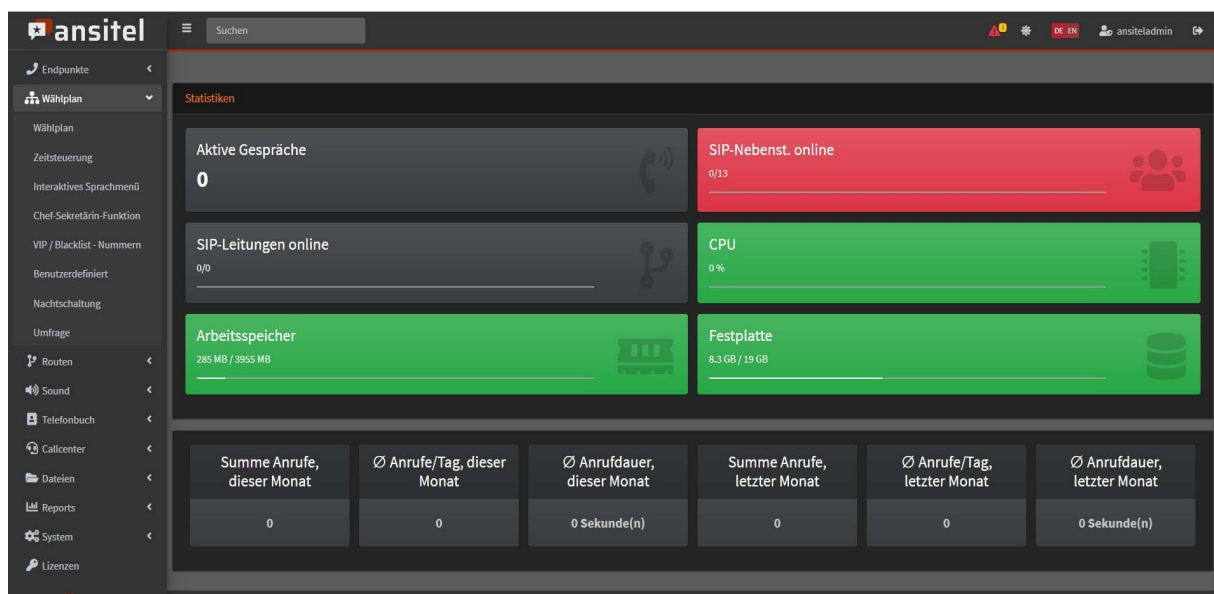 ansitel
Suchen
DE EN
ansiteladmin
Endpunkte
Wählplan
Wählplan
Zeitsteuerung
Interaktives Sprachmenü
Chef-Sekretärin-Funktion
VIP / Blacklist - Nummern
Benutzerdefiniert
Nachtschaltung
Umfrage
Routen
Sound
Telefonbuch
Callcenter
Dateien
Reports
System
Lizenzen
Statistiken
Aktive Gespräche
0
SIP-Nebenst. online
0/13
SIP-Leitungen online
0/0
CPU
0 %
Arbeitsspeicher
285 MB / 3955 MB
Festplatte
8.3 GB / 19 GB
Summe Anrufe,
dieser Monat
0
Ø Anrufe/Tag, dieser
Monat
0
Ø Anrufdauer,
dieser Monat
0 Sekunde(n)
Summe Anrufe,
letzter Monat
0
Ø Anrufe/Tag,
letzter Monat
0
Ø Anrufdauer,
letzter Monat
0 Sekunde(n)